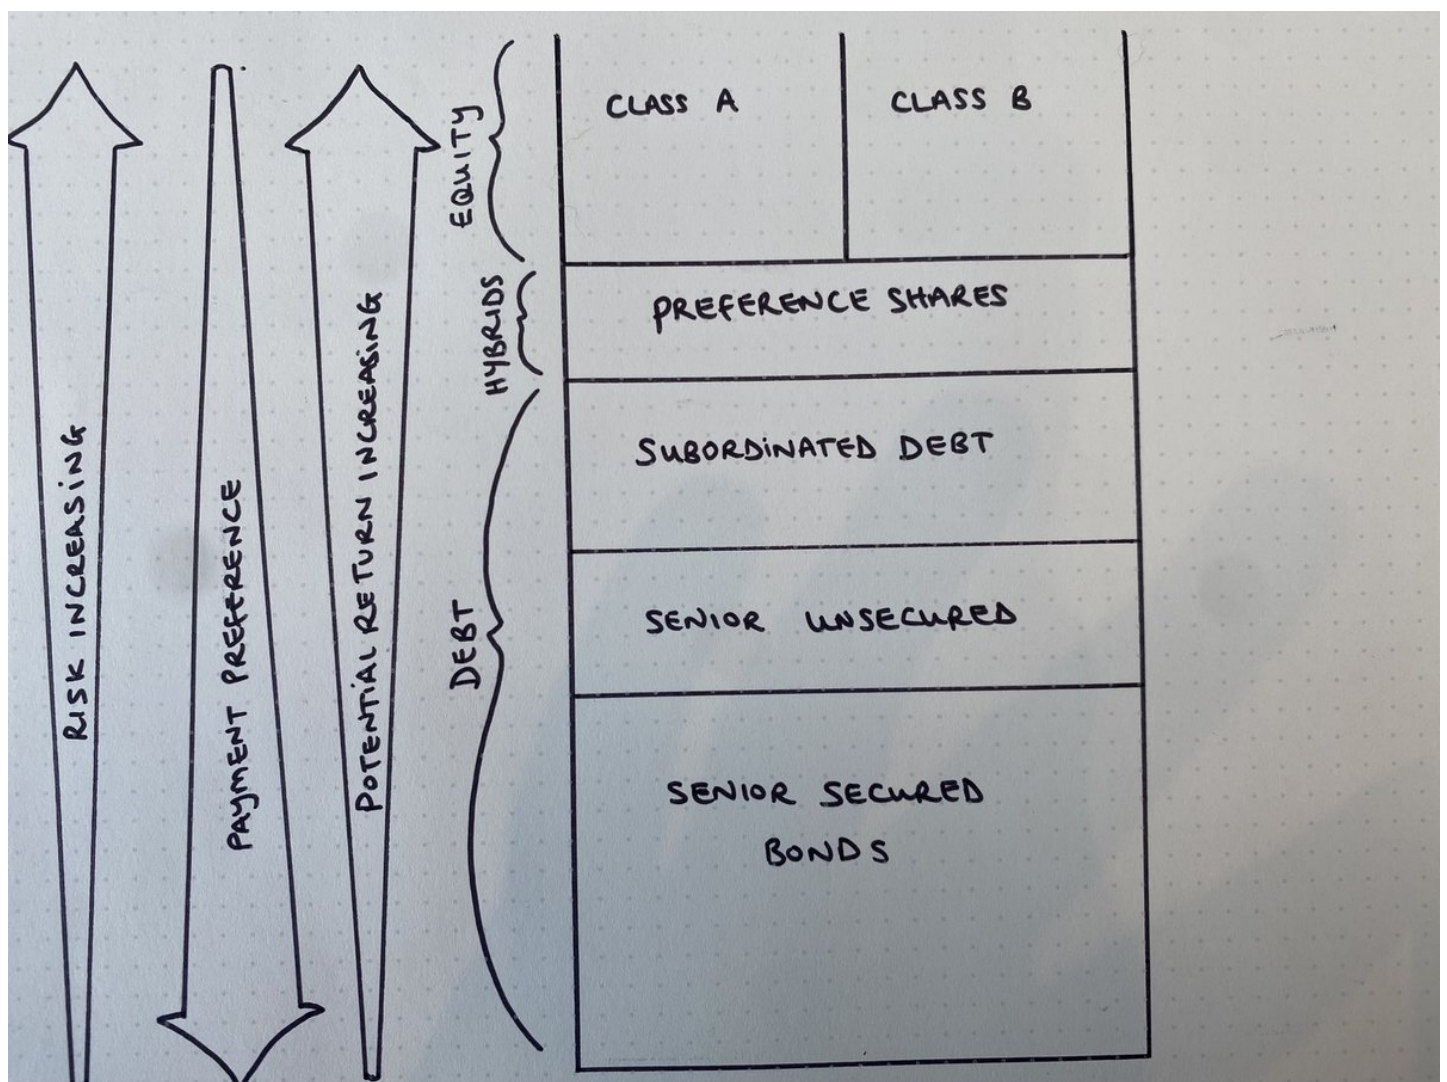 RISK INCREASING
PAYMENT PREFERENCE
POTENTIAL RETURN INCREASING
EQUITY
CLASS A
CLASS B
HYBRIDS
PREFERENCE SHARES
DEBT
SUBORDINATED DEBT
SENIOR UNSECURED
SENIOR SECURED
BONDS